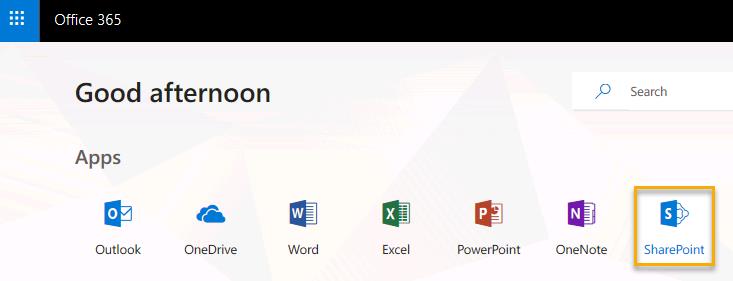 Office 365
Good afternoon
Search
Apps
Outlook OneDrive Word Excel PowerPoint OneNote SharePoint